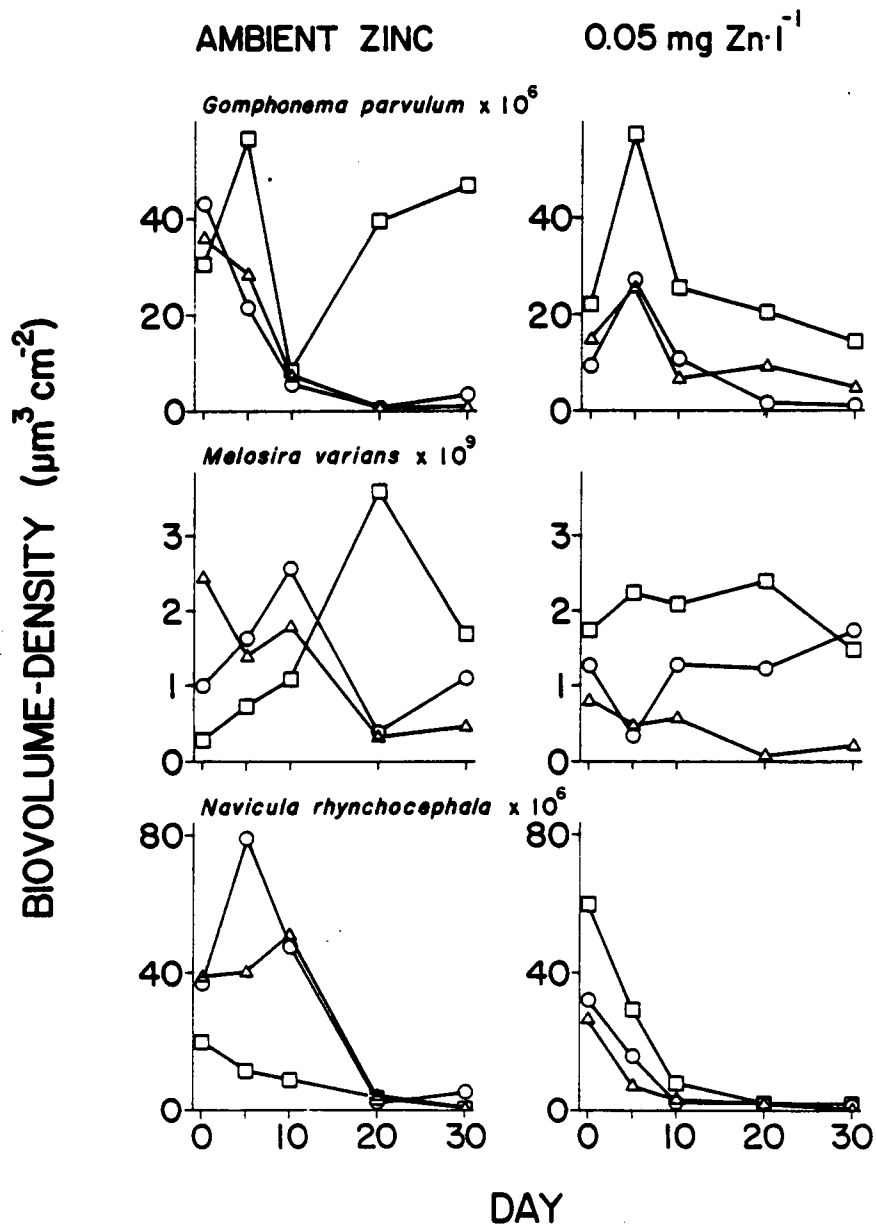 AMBIENT ZINC 0.05 mg Zn·l⁻¹
Gomphonema parvulum x 10⁶
40
20
0
40
20
0
Melosira varians x 10⁹
3
2
1
0
3
2
1
0
Navicula rhynchocephala x 10⁶
80
40
0
80
40
0
0 10 20 30
0 10 20 30
BIOVOLUME-DENSITY (µm³ cm⁻²)
DAY